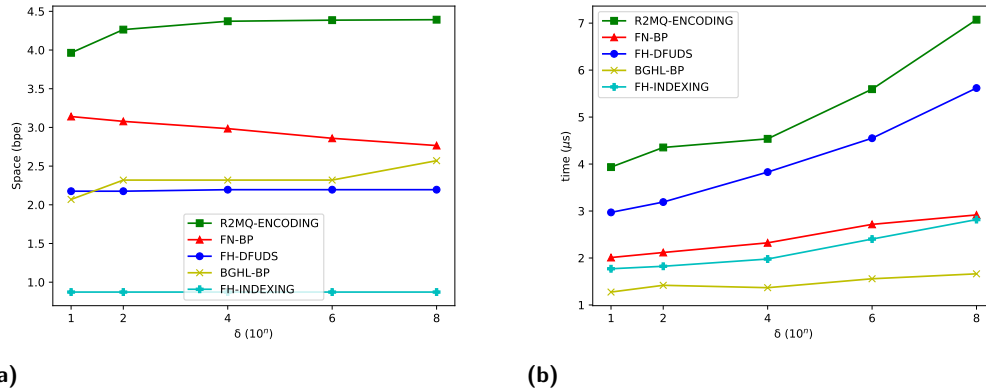 4.5
4.0
3.5
3.0
2.5
2.0
1.5
1.0
Space (bpe)
R2MQ-ENCODING
FN-BP
FH-DFUDS
BGHL-BP
FH-INDEXING
1 2 4 6 8
δ (10ⁿ)
7
6
5
4
3
2
1
time (μs)
R2MQ-ENCODING
FN-BP
FH-DFUDS
BGHL-BP
FH-INDEXING
1 2 4 6 8
δ (10ⁿ)
a)
(b)